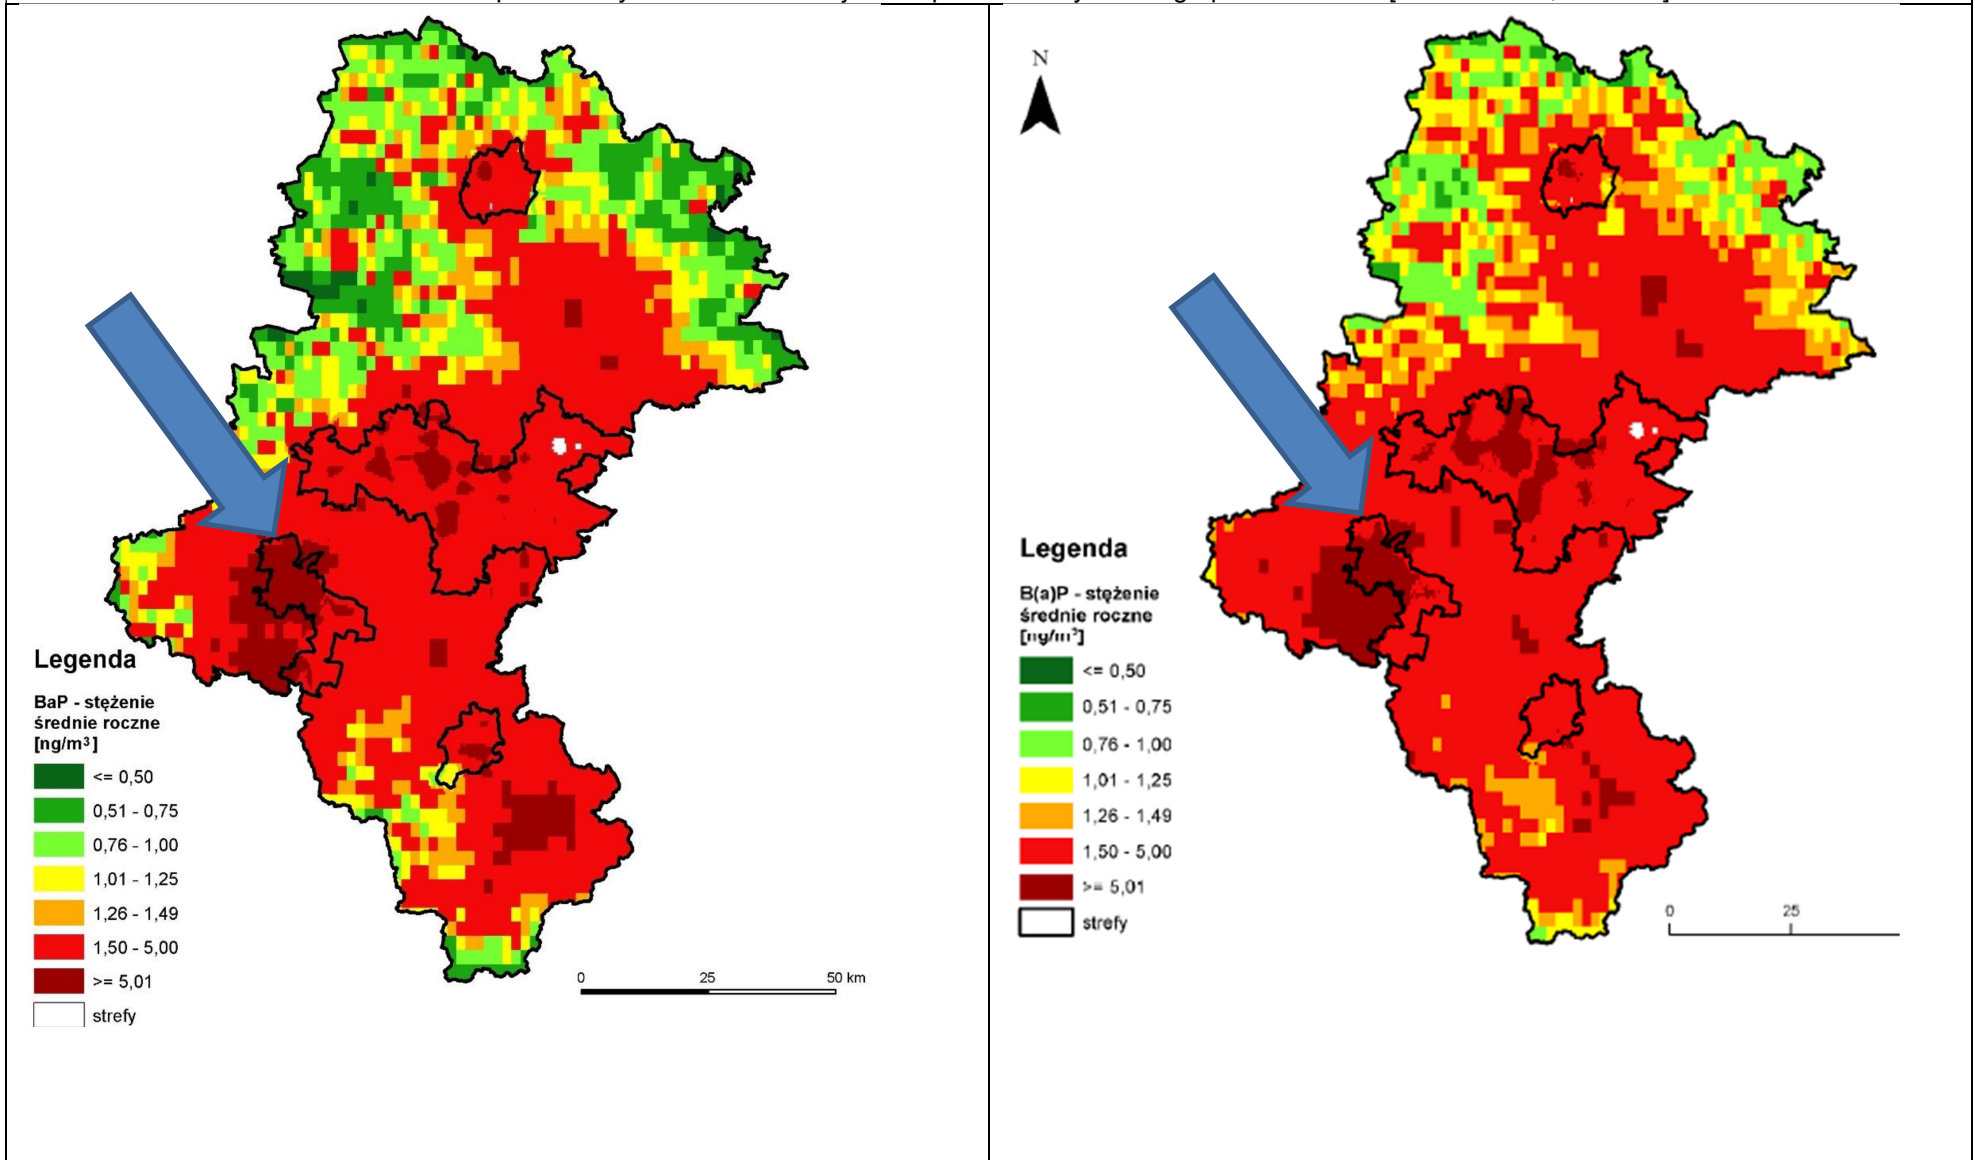 Legenda
BaP - stężenie
średnie roczne
[ng/m³]
<= 0,50
0,51 - 0,75
0,76 - 1,00
1,01 - 1,25
1,26 - 1,49
1,50 - 5,00
>= 5,01
strefy
0 25 50 km
N
Legenda
B(a)P - stężenie
średnie roczne
[ng/m³]
<= 0,50
0,51 - 0,75
0,76 - 1,00
1,01 - 1,25
1,26 - 1,49
1,50 - 5,00
>= 5,01
strefy
0 25